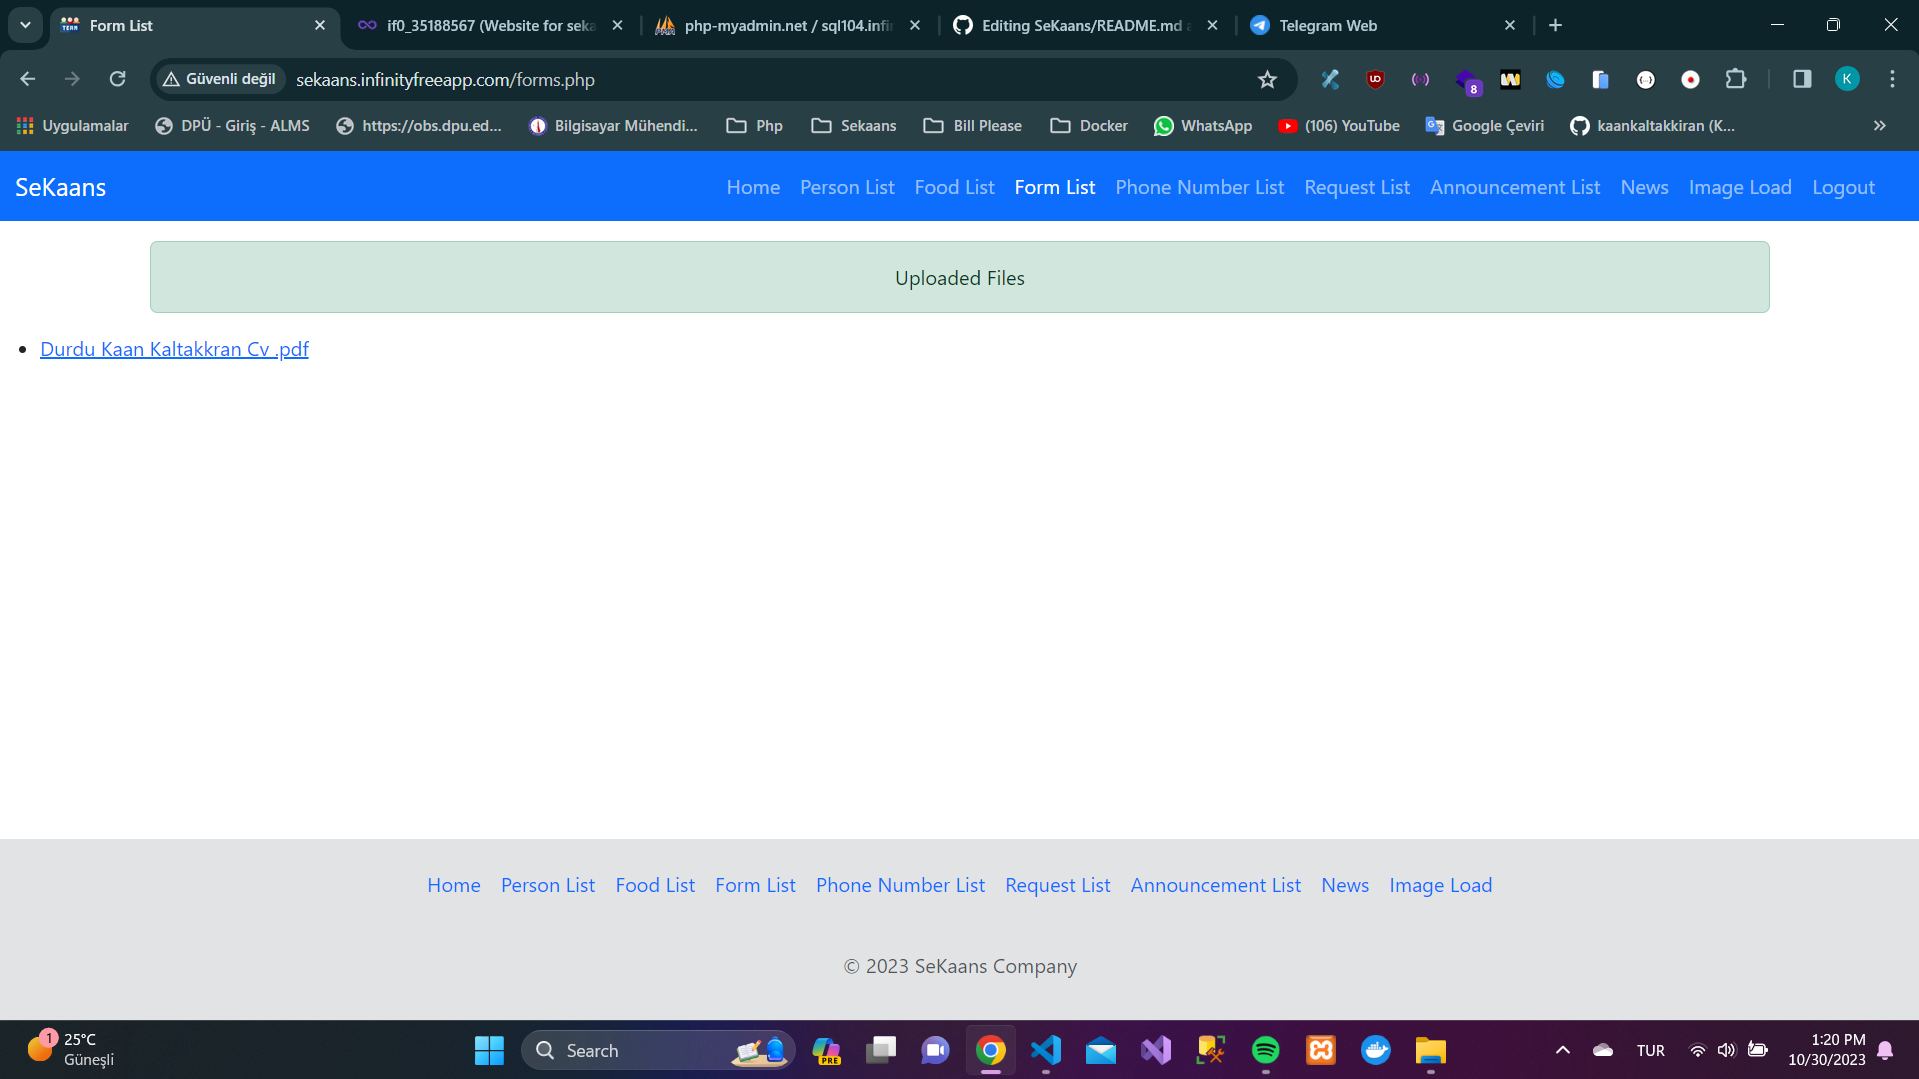 Form List
if0_35188567 (Website for seka
php-myadmin.net / sql104.infi
Editing SeKaans/README.md a
Telegram Web
Güvenli değil
sekaans.infinityfreeapp.com/forms.php
8
K
Uygulamalar
DPÜ - Giriş - ALMS
https://obs.dpu.ed...
Bilgisayar Mühendi...
Php
Sekaans
Bill Please
Docker
WhatsApp
(106) YouTube
Google Çeviri
kaankaltakkiran (K...
SeKaans
Home
Person List
Food List
Form List
Phone Number List
Request List
Announcement List
News
Image Load
Logout
Uploaded Files
Durdu Kaan Kaltakkran Cv .pdf
Home
Person List
Food List
Form List
Phone Number List
Request List
Announcement List
News
Image Load
© 2023 SeKaans Company
1
25°C
Güneşli
Search
PRE
TUR
1:20 PM
10/30/2023